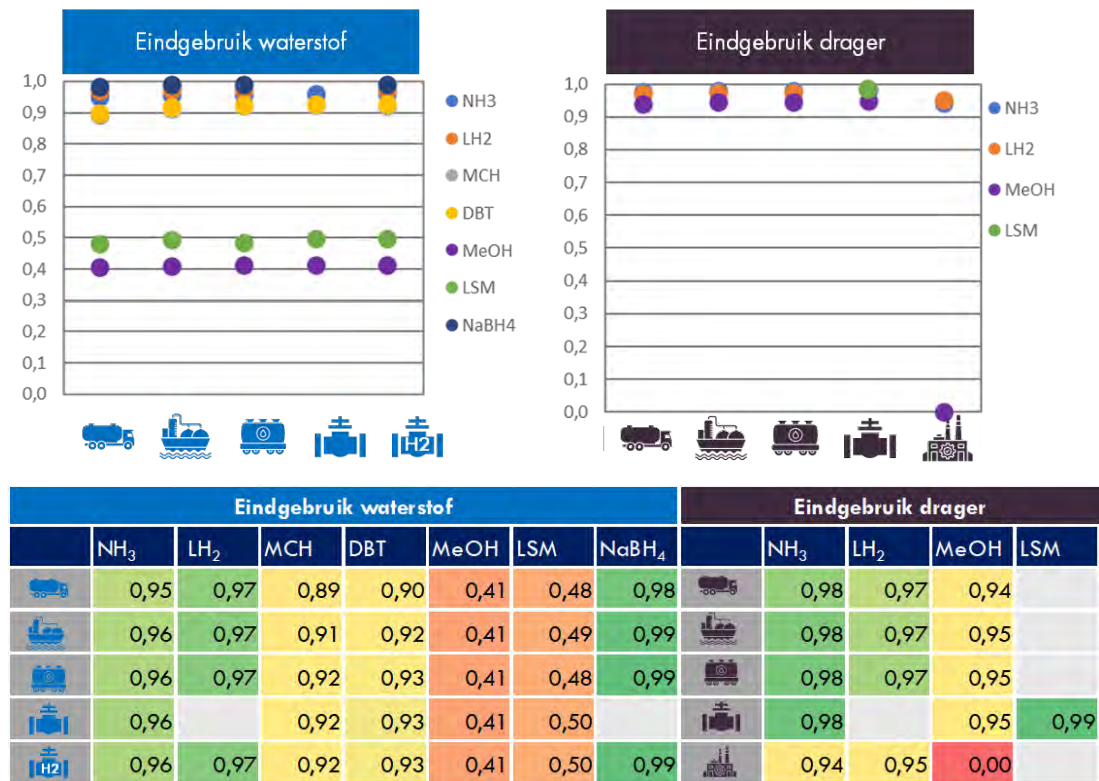 Eindgebruik waterstof
1,0
0,9
0,8
0,7
0,6
0,5
0,4
0,3
0,2
0,1
0,0
NH3
LH2
MCH
DBT
MeOH
LSM
NaBH4
H2
Eindgebruik drager
1,0
0,9
0,8
0,7
0,6
0,5
0,4
0,3
0,2
0,1
0,0
NH3
LH2
MeOH
LSM
Eindgebruik waterstof Eindgebruik drager
NH₃ LH₂ MCH DBT MeOH LSM NaBH₄ NH₃ LH₂ MeOH LSM
0,95 0,97 0,89 0,90 0,41 0,48 0,98 0,98 0,97 0,94
0,96 0,97 0,91 0,92 0,41 0,49 0,99 0,98 0,97 0,95
0,96 0,97 0,92 0,93 0,41 0,48 0,99 0,98 0,97 0,95
0,96 0,92 0,93 0,41 0,50 0,98 0,95 0,99
H2 0,96 0,97 0,92 0,93 0,41 0,50 0,99 0,94 0,95 0,00